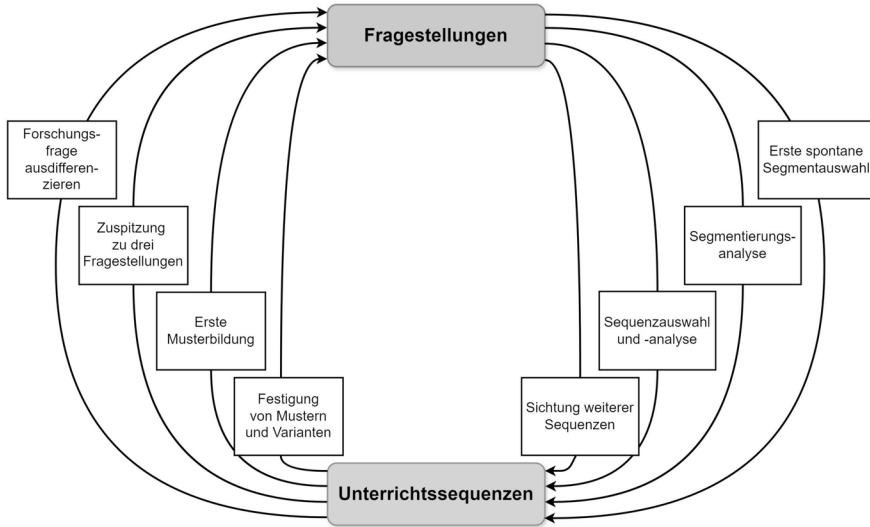 Fragestellungen
Forschungs-
frage
ausdifferen-
zieren
Erste spontane
Segmentauswahl
Zuspitzung
zu drei
Fragestellungen
Segmentierungs-
analyse
Erste
Musterbildung
Sequenzauswahl
und -analyse
Festigung
von Mustern
und Varianten
Sichtung weiterer
Sequenzen
Unterrichtssequenzen